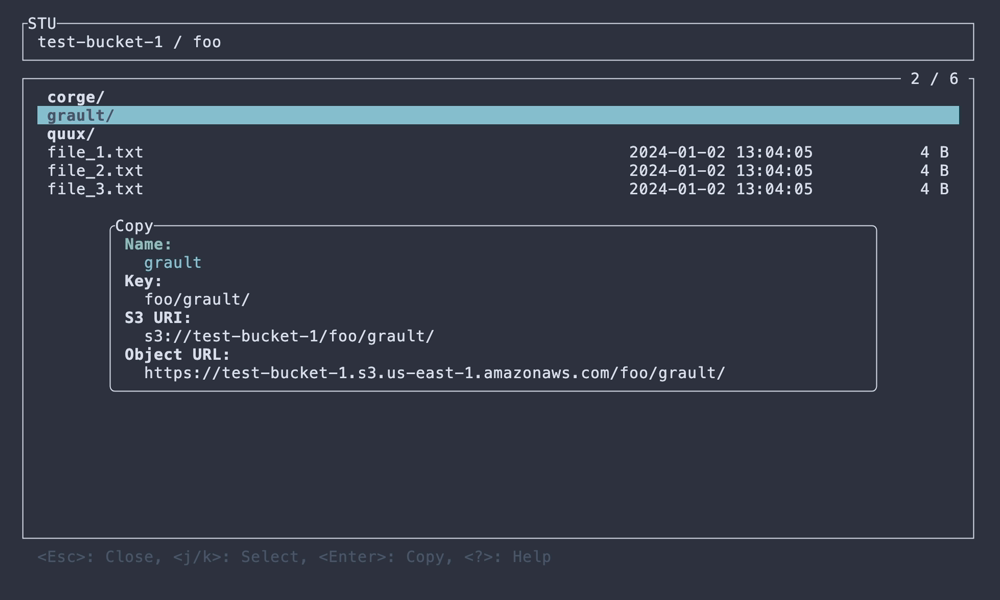 STU
test-bucket-1 / foo
2 / 6
corge/
grault/
quux/
file_1.txt 2024-01-02 13:04:05 4 B
file_2.txt 2024-01-02 13:04:05 4 B
file_3.txt 2024-01-02 13:04:05 4 B
Copy
Name:
grault
Key:
foo/grault/
S3 URI:
s3://test-bucket-1/foo/grault/
Object URL:
https://test-bucket-1.s3.us-east-1.amazonaws.com/foo/grault/
<Esc>: Close, <j/k>: Select, <Enter>: Copy, <?>: Help